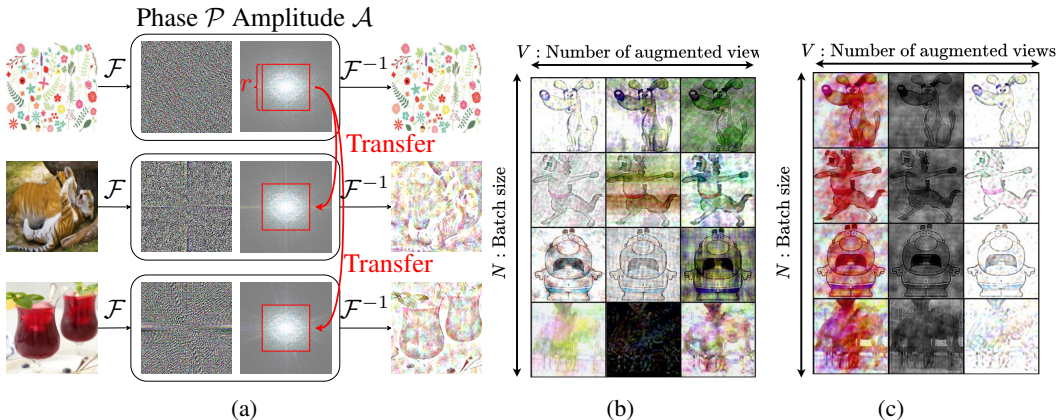 Phase 𝒫 Amplitude 𝒜
ℱ
r
ℱ⁻¹
Transfer
ℱ
ℱ⁻¹
Transfer
ℱ
ℱ⁻¹
(a)
V : Number of augmented view
N : Batch size
(b)
V : Number of augmented views
N : Batch size
(c)